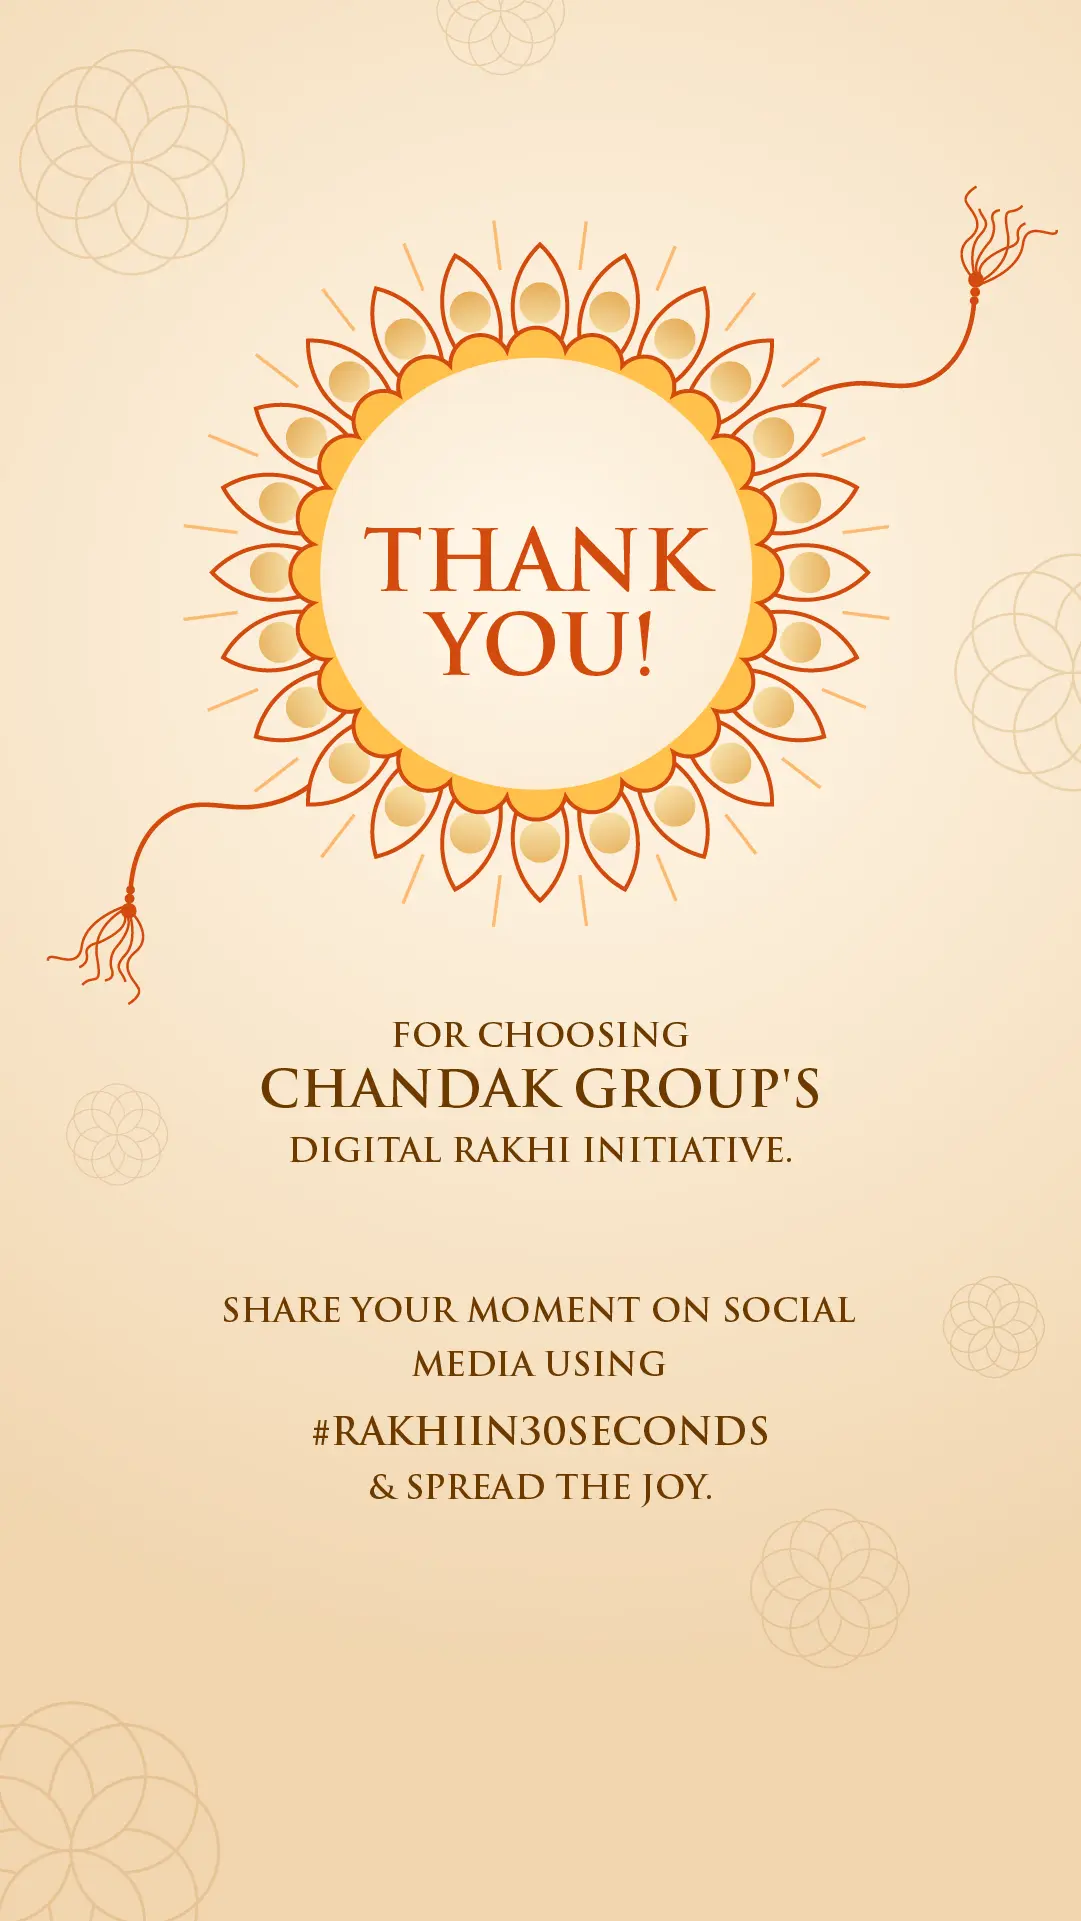 THANK
YOU!
FOR CHOOSING
CHANDAK GROUP'S
DIGITAL RAKHI INITIATIVE.
SHARE YOUR MOMENT ON SOCIAL
MEDIA USING
#RAKHIIN30SECONDS
& SPREAD THE JOY.